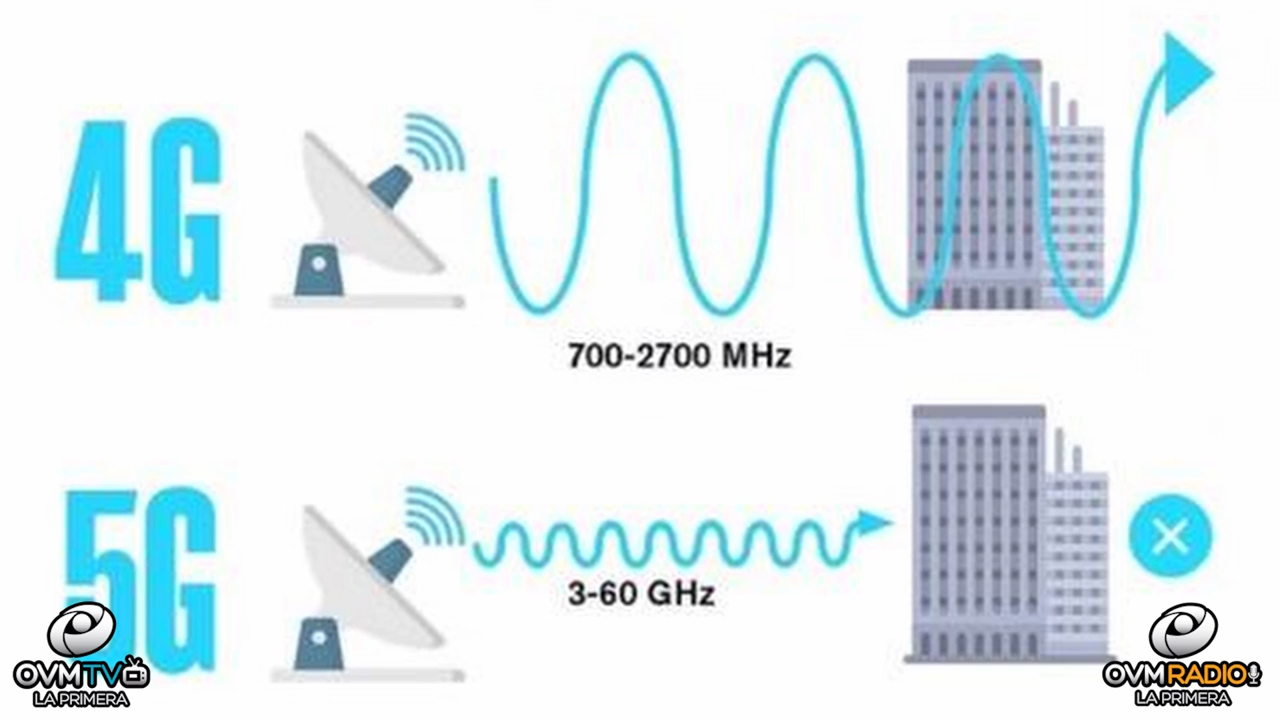 4G
700-2700 MHz
5G
3-60 GHz
OVMTV
LA PRIMERA
OVMRADIO
LA PRIMERA